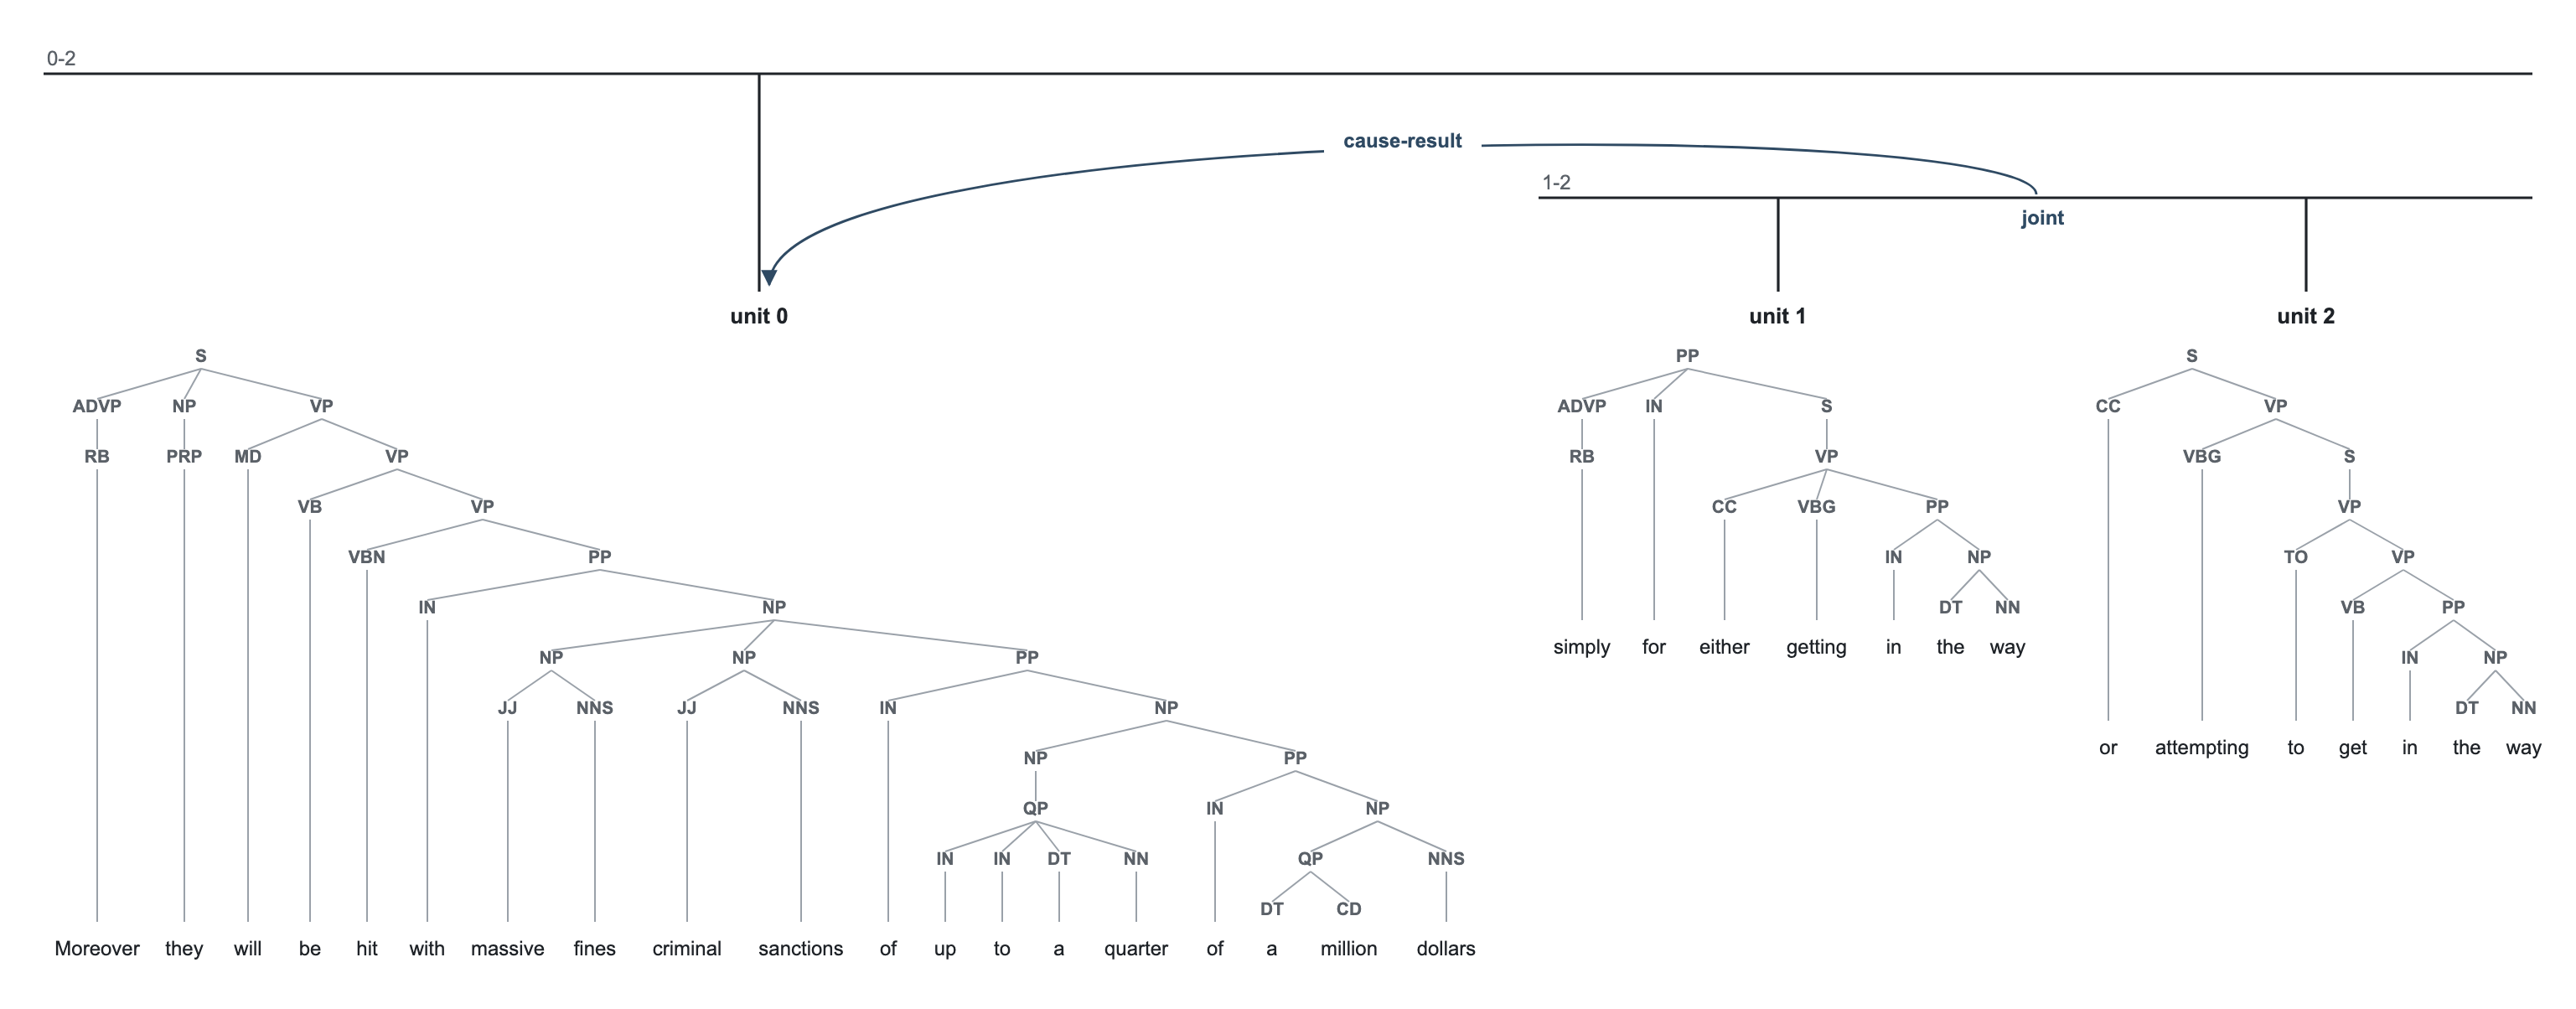 0-2
cause-result
1-2
joint
unit 0 unit 1 unit 2
S PP S
ADVP NP VP ADVP IN S CC VP
RB PRP MD VP RB VP VBG S
VB VP CC VBG PP VP
VBN PP IN NP TO VP
IN NP DT NN VB PP
simply for either getting in the way
NP NP PP IN NP
JJ NNS JJ NNS IN NP DT NN
or attempting to get in the way
NP PP
QP IN NP
IN IN DT NN QP NNS
DT CD
Moreover they will be hit with massive fines criminal sanctions of up to a quarter of a million dollars